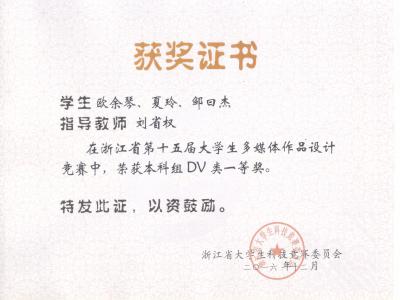 获奖证书
学生 欧余琴、夏玲、邹曰杰
指导教师 刘省权
在浙江省第十五届大学生多媒体作品设计
竞赛中，荣获本科组DV类一等奖。
特发此证，以资鼓励。
浙江省大学生科技竞赛委员会
二〇一六年十二月